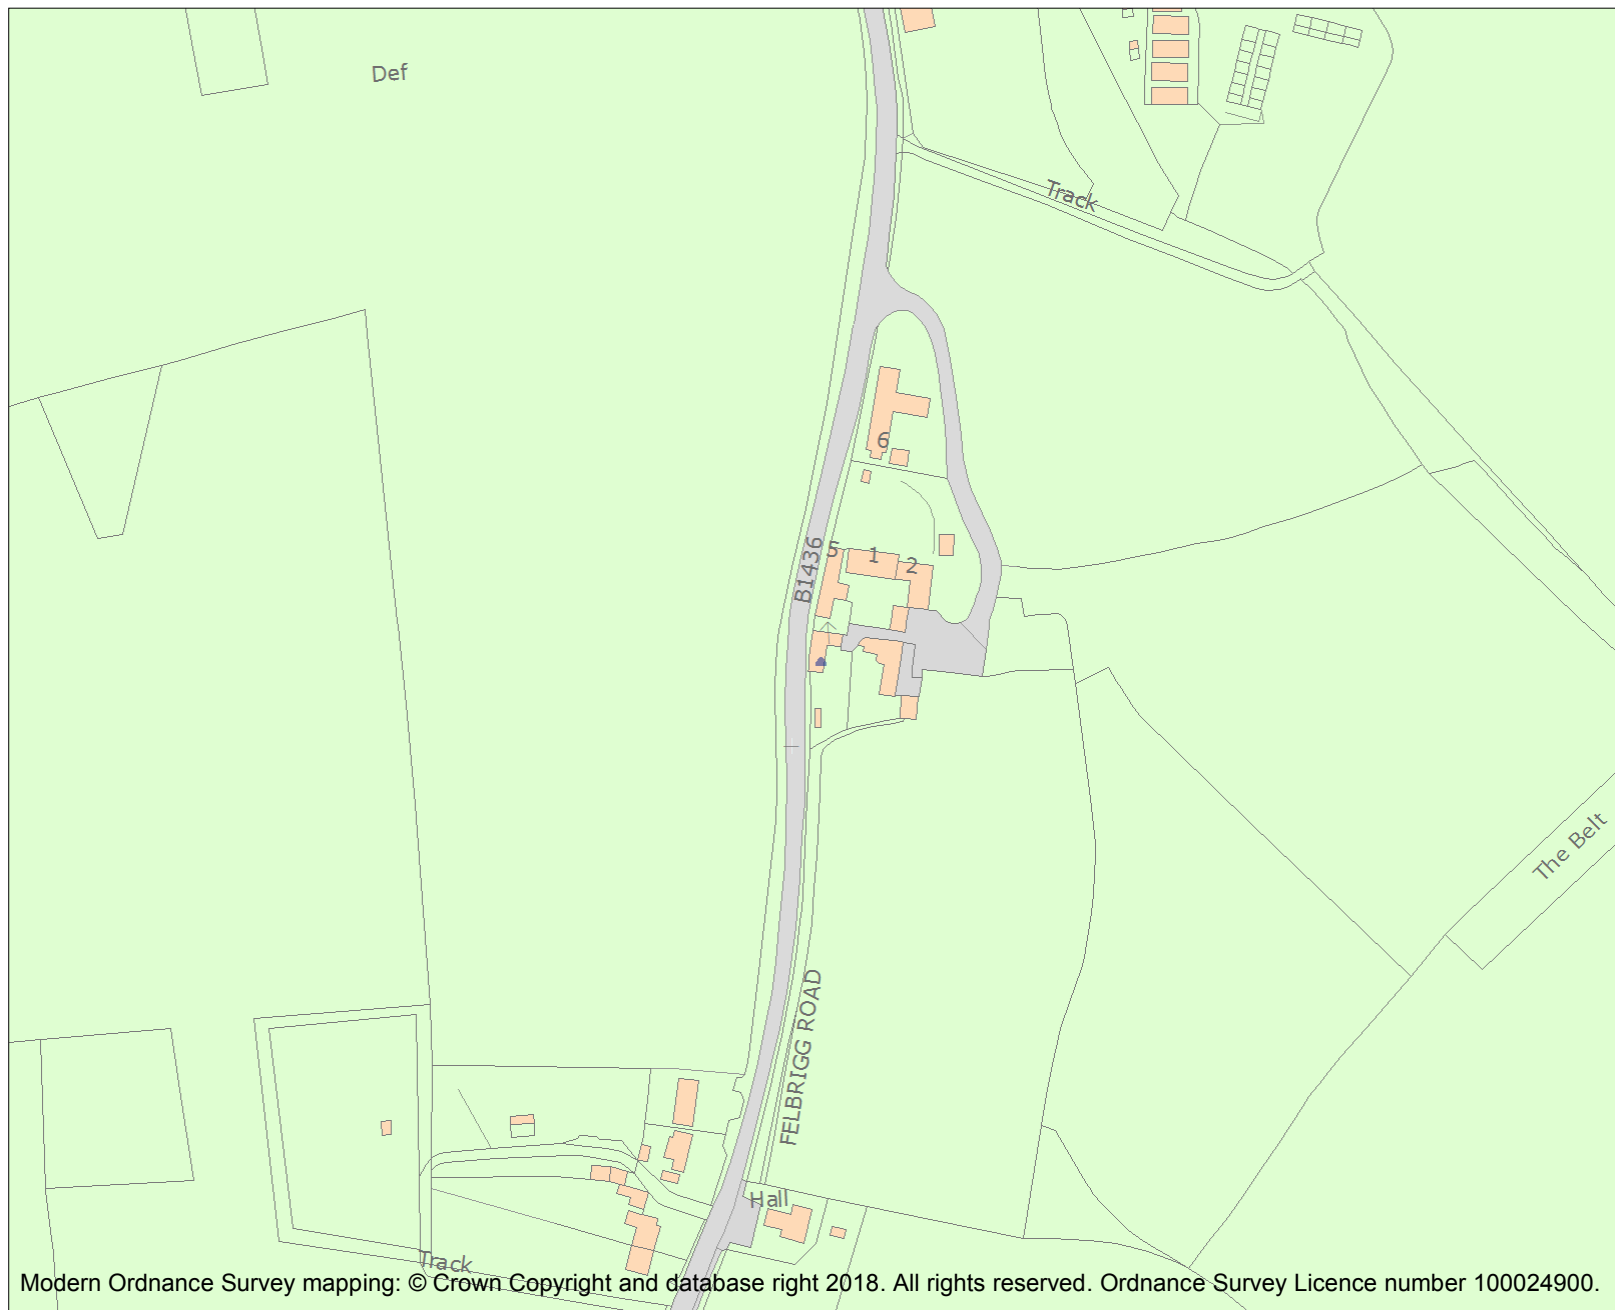 Def
Track
6
B1436
5
1
2
The Belt
FELBRIGG ROAD
Hall
Track
Modern Ordnance Survey mapping: © Crown Copyright and database right 2018. All rights reserved. Ordnance Survey Licence number 100024900.